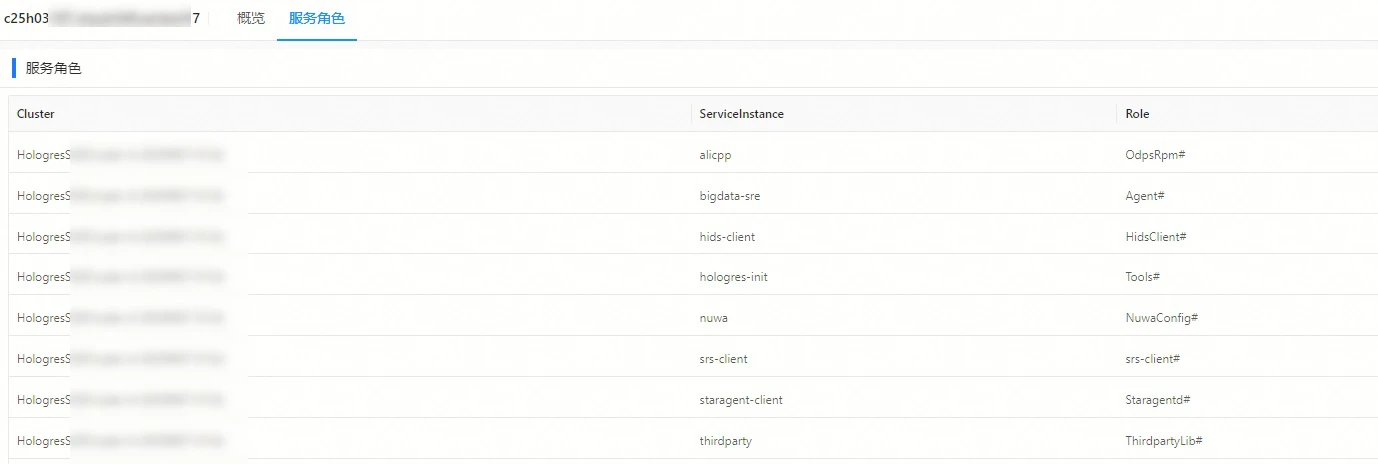 c25h03 7 概览 服务角色
服务角色
Cluster ServiceInstance Role
HologresS alicpp OdpsRpm#
HologresS bigdata-sre Agent#
HologresS hids-client HidsClient#
HologresS hologres-init Tools#
HologresS nuwa NuwaConfig#
HologresS srs-client srs-client#
HologresS staragent-client Staragentd#
HologresS thirdparty ThirdpartyLib#